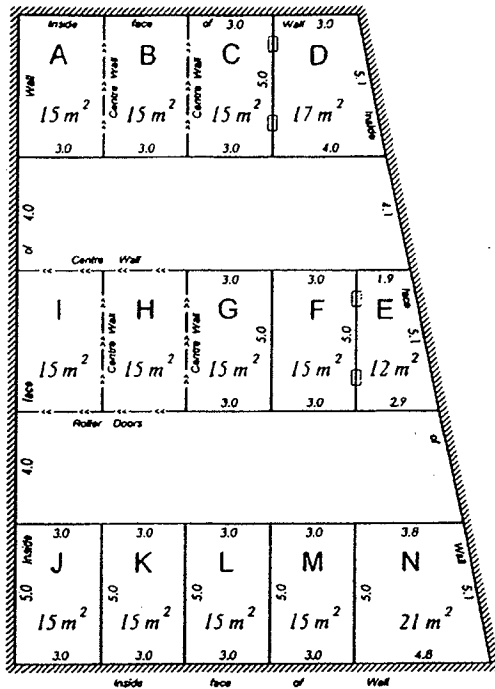 Inside face of 3.0 Wall 3.0
A B C D
Wall Centre Wall Centre Wall 5.0 5.1 Inside
15 m² 15 m² 15 m² 17 m²
3.0 3.0 3.0 4.0
of 4.0 4.1
Centre Wall 3.0 3.0 1.9
I H G F E face
Centre Wall Centre Wall 5.0 5.0 5.1
15 m² 15 m² 15 m² 15 m² 12 m²
face 3.0 3.0 2.9
Roller Doors
4.0 of
Inside 3.0 3.0 3.0 3.0 3.8 Wall
J K L M N
5.0 5.0 5.0 5.0 5.0 5.1
15 m² 15 m² 15 m² 15 m² 21 m²
3.0 3.0 3.0 3.0 4.8
Inside face of Wall